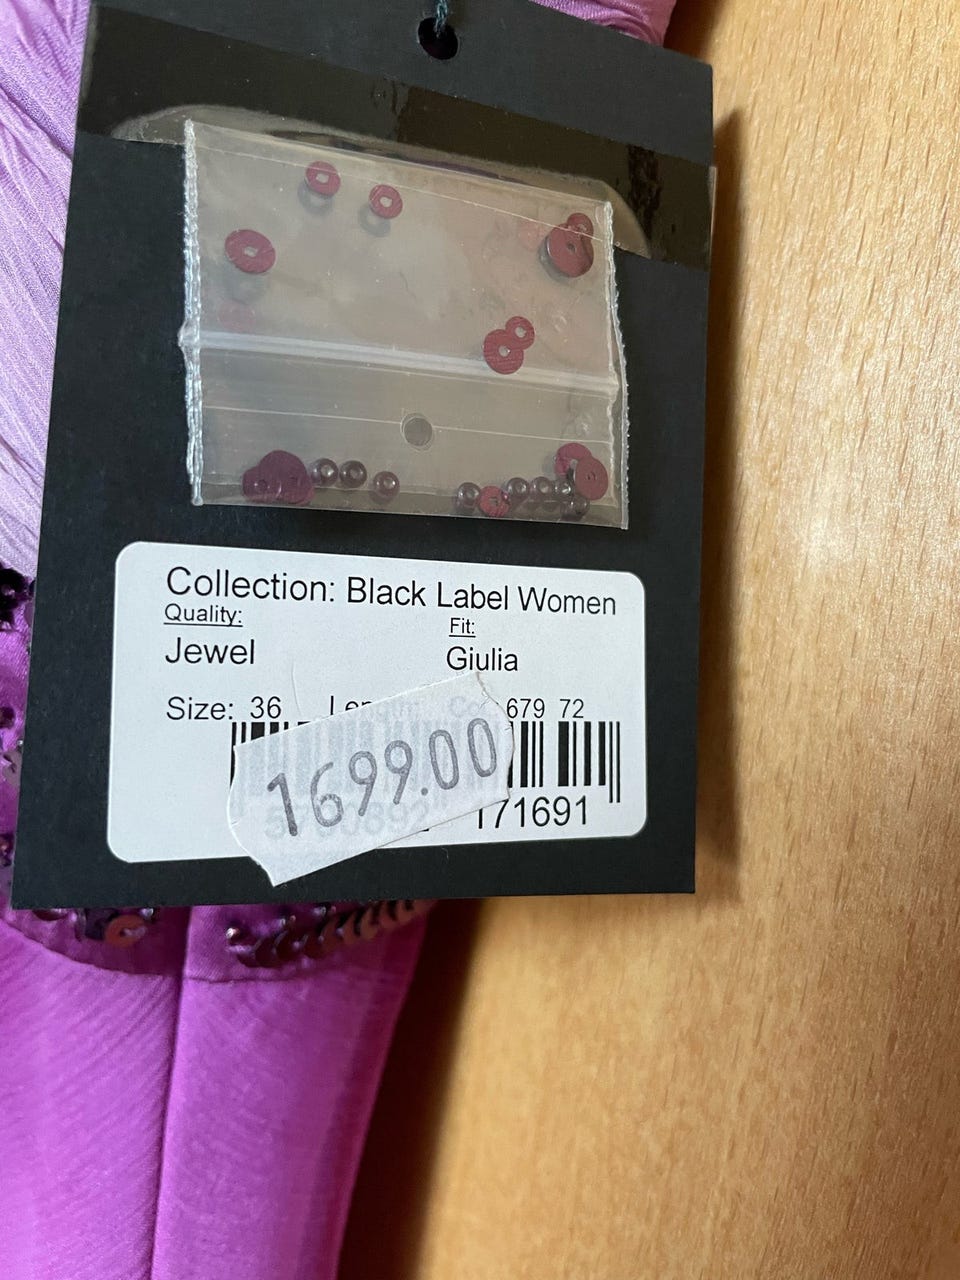 Collection: Black Label Women
Quality: Fit:
Jewel Giulia
Size: 36 679 72
1699.00
171691